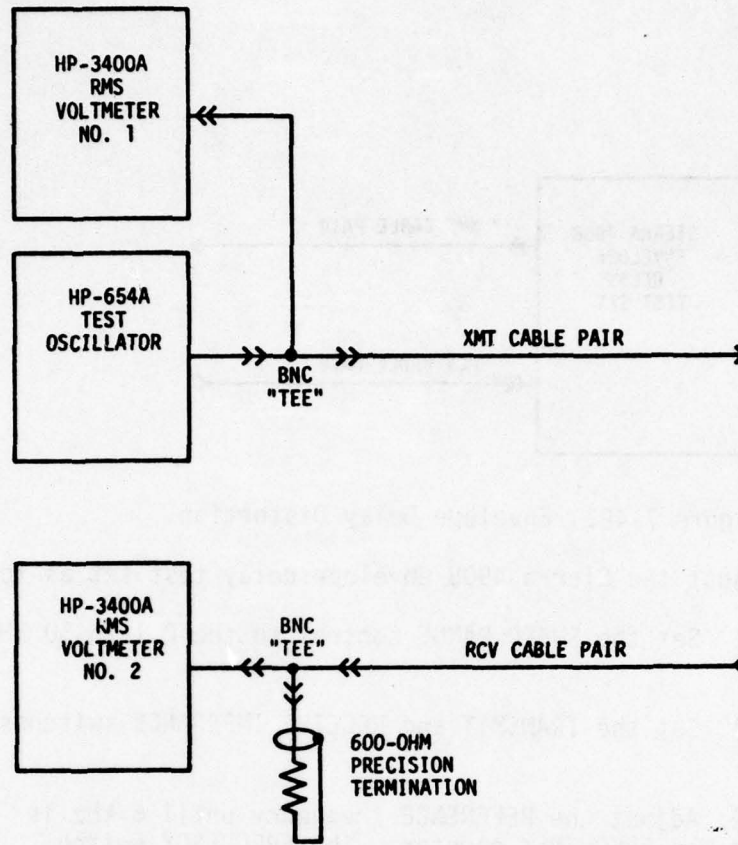 HP-3400A
RMS
VOLTMETER
NO. 1
HP-654A
TEST
OSCILLATOR
BNC
"TEE"
XMT CABLE PAIR
HP-3400A
RMS
VOLTMETER
NO. 2
BNC
"TEE"
RCV CABLE PAIR
600-OHM
PRECISION
TERMINATION